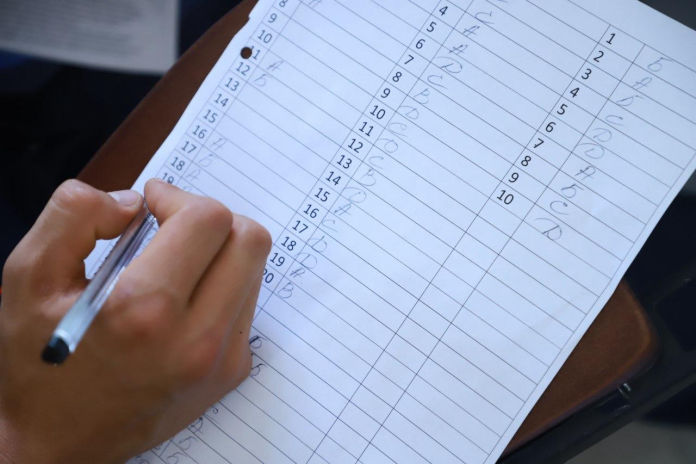 8
9
10
11
12 A
13 B
14
15
16
17 A
18 Б
19
4 A
5 A
6 D
7 C
8 B
9 D
10 C
11 D
12 C
13 B
14 D
15 A
16 C
17 D
18 D
19 A
20 B
1 Б
2 A
3 Б
4 C
5 D
6 D
7 A
8 Б
9 C
10 D